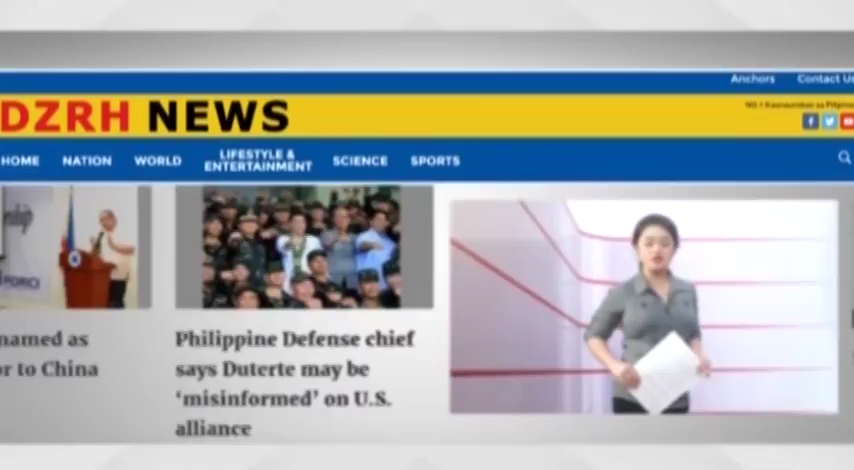 Anchors Contact Us
DZRH NEWS
HOME NATION WORLD LIFESTYLE & ENTERTAINMENT SCIENCE SPORTS
named as
or to China
Philippine Defense chief
says Duterte may be
‘misinformed’ on U.S.
alliance